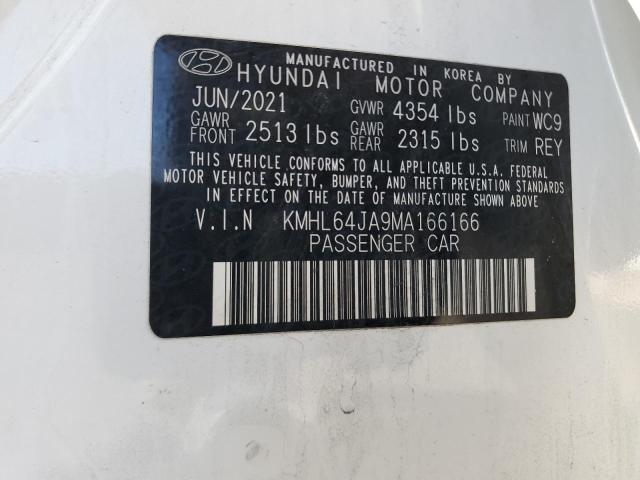 MANUFACTURED IN KOREA BY
HYUNDAI MOTOR COMPANY
JUN/2021 GVWR 4354 lbs PAINT WC9
GAWR FRONT 2513 lbs GAWR REAR 2315 lbs TRIM REY
THIS VEHICLE CONFORMS TO ALL APPLICABLE U.S.A. FEDERAL
MOTOR VEHICLE SAFETY, BUMPER, AND THEFT PREVENTION STANDARDS
IN EFFECT ON THE DATE OF MANUFACTURE SHOWN ABOVE.
V.I.N KMHL64JA9MA166166
PASSENGER CAR